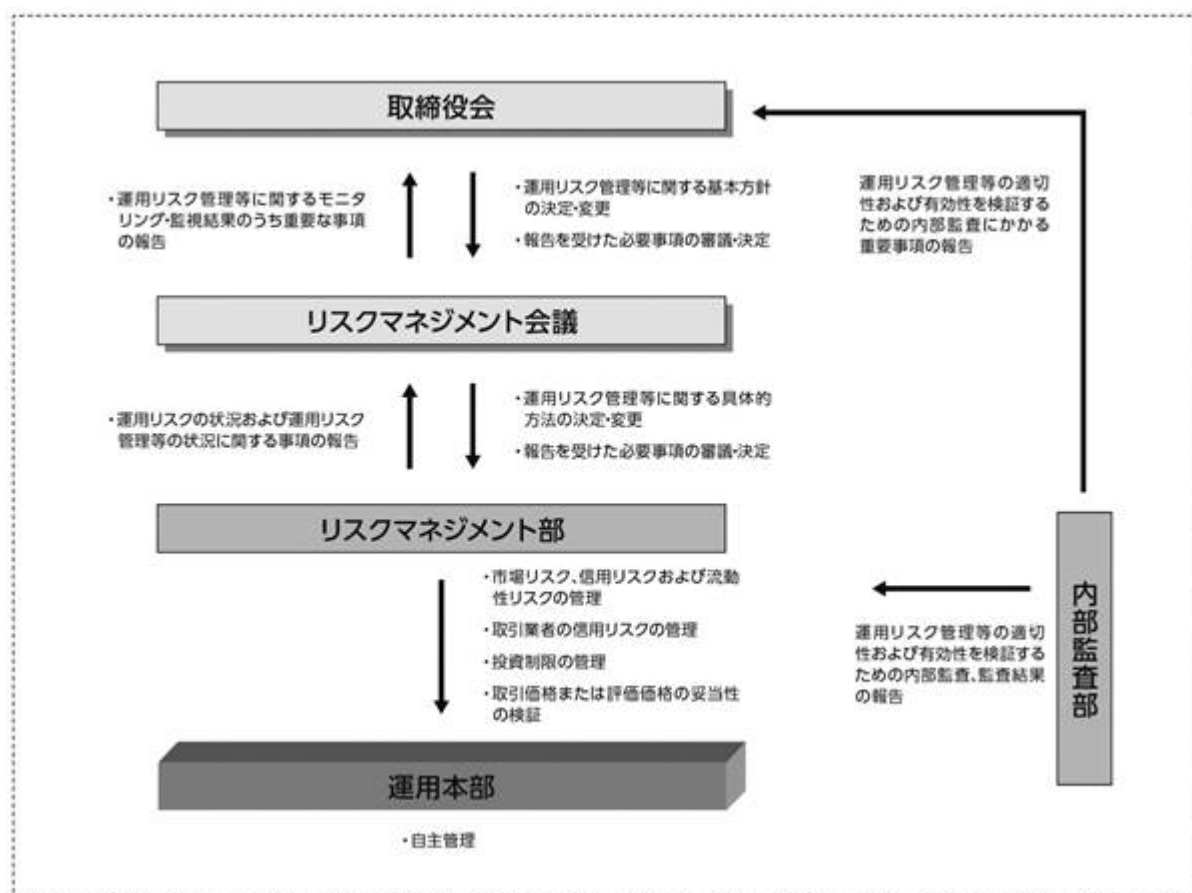 取締役会
・運用リスク管理等に関するモニタ
リング・監視結果のうち重要な事項
の報告
・運用リスク管理等に関する基本方針
の決定・変更
・報告を受けた必要事項の審議・決定
運用リスク管理等の適切
性および有効性を検証する
ための内部監査にかかる
重要事項の報告
リスクマネジメント会議
・運用リスクの状況および運用リスク
管理等の状況に関する事項の報告
・運用リスク管理等に関する具体的
方法の決定・変更
・報告を受けた必要事項の審議・決定
リスクマネジメント部
・市場リスク、信用リスクおよび流動
性リスクの管理
・取引業者の信用リスクの管理
・投資制限の管理
・取引価格または評価価格の妥当性
の検証
運用リスク管理等の適切
性および有効性を検証する
ための内部監査、監査結果
の報告
内部監査部
運用本部
・自主管理